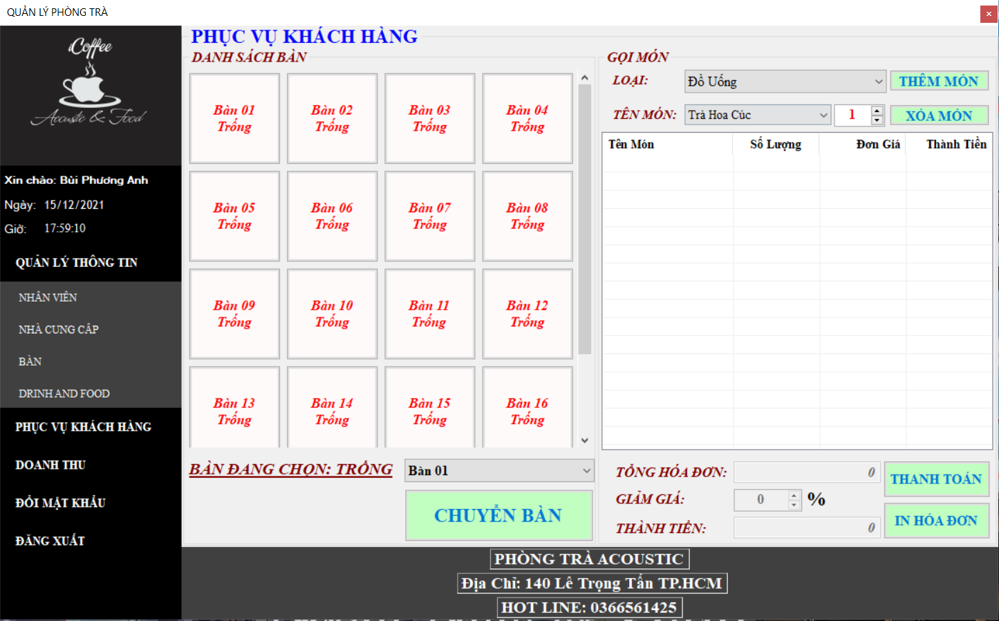 QUẢN LÝ PHÒNG TRÀ
iCoffee
Acoustic & Food
Xin chào: Bùi Phương Anh
Ngày: 15/12/2021
Giờ: 17:59:10
QUẢN LÝ THÔNG TIN
NHÂN VIÊN
NHÀ CUNG CẤP
BÀN
DRINH AND FOOD
PHỤC VỤ KHÁCH HÀNG
DOANH THU
ĐỔI MẬT KHẨU
ĐĂNG XUẤT
PHỤC VỤ KHÁCH HÀNG
DANH SÁCH BÀN
Bàn 01
Trống
Bàn 02
Trống
Bàn 03
Trống
Bàn 04
Trống
Bàn 05
Trống
Bàn 06
Trống
Bàn 07
Trống
Bàn 08
Trống
Bàn 09
Trống
Bàn 10
Trống
Bàn 11
Trống
Bàn 12
Trống
Bàn 13
Trống
Bàn 14
Trống
Bàn 15
Trống
Bàn 16
Trống
BÀN ĐANG CHỌN: TRỐNG
Bàn 01
CHUYỂN BÀN
GỌI MÓN
LOẠI: Đồ Uống THÊM MÓN
TÊN MÓN: Trà Hoa Cúc 1 XÓA MÓN
Tên Món Số Lượng Đơn Giá Thành Tiền
TỔNG HÓA ĐƠN: 0 THANH TOÁN
GIẢM GIÁ: 0 %
THÀNH TIỀN: 0 IN HÓA ĐƠN
PHÒNG TRÀ ACOUSTIC
Địa Chỉ: 140 Lê Trọng Tấn TP.HCM
HOT LINE: 0366561425